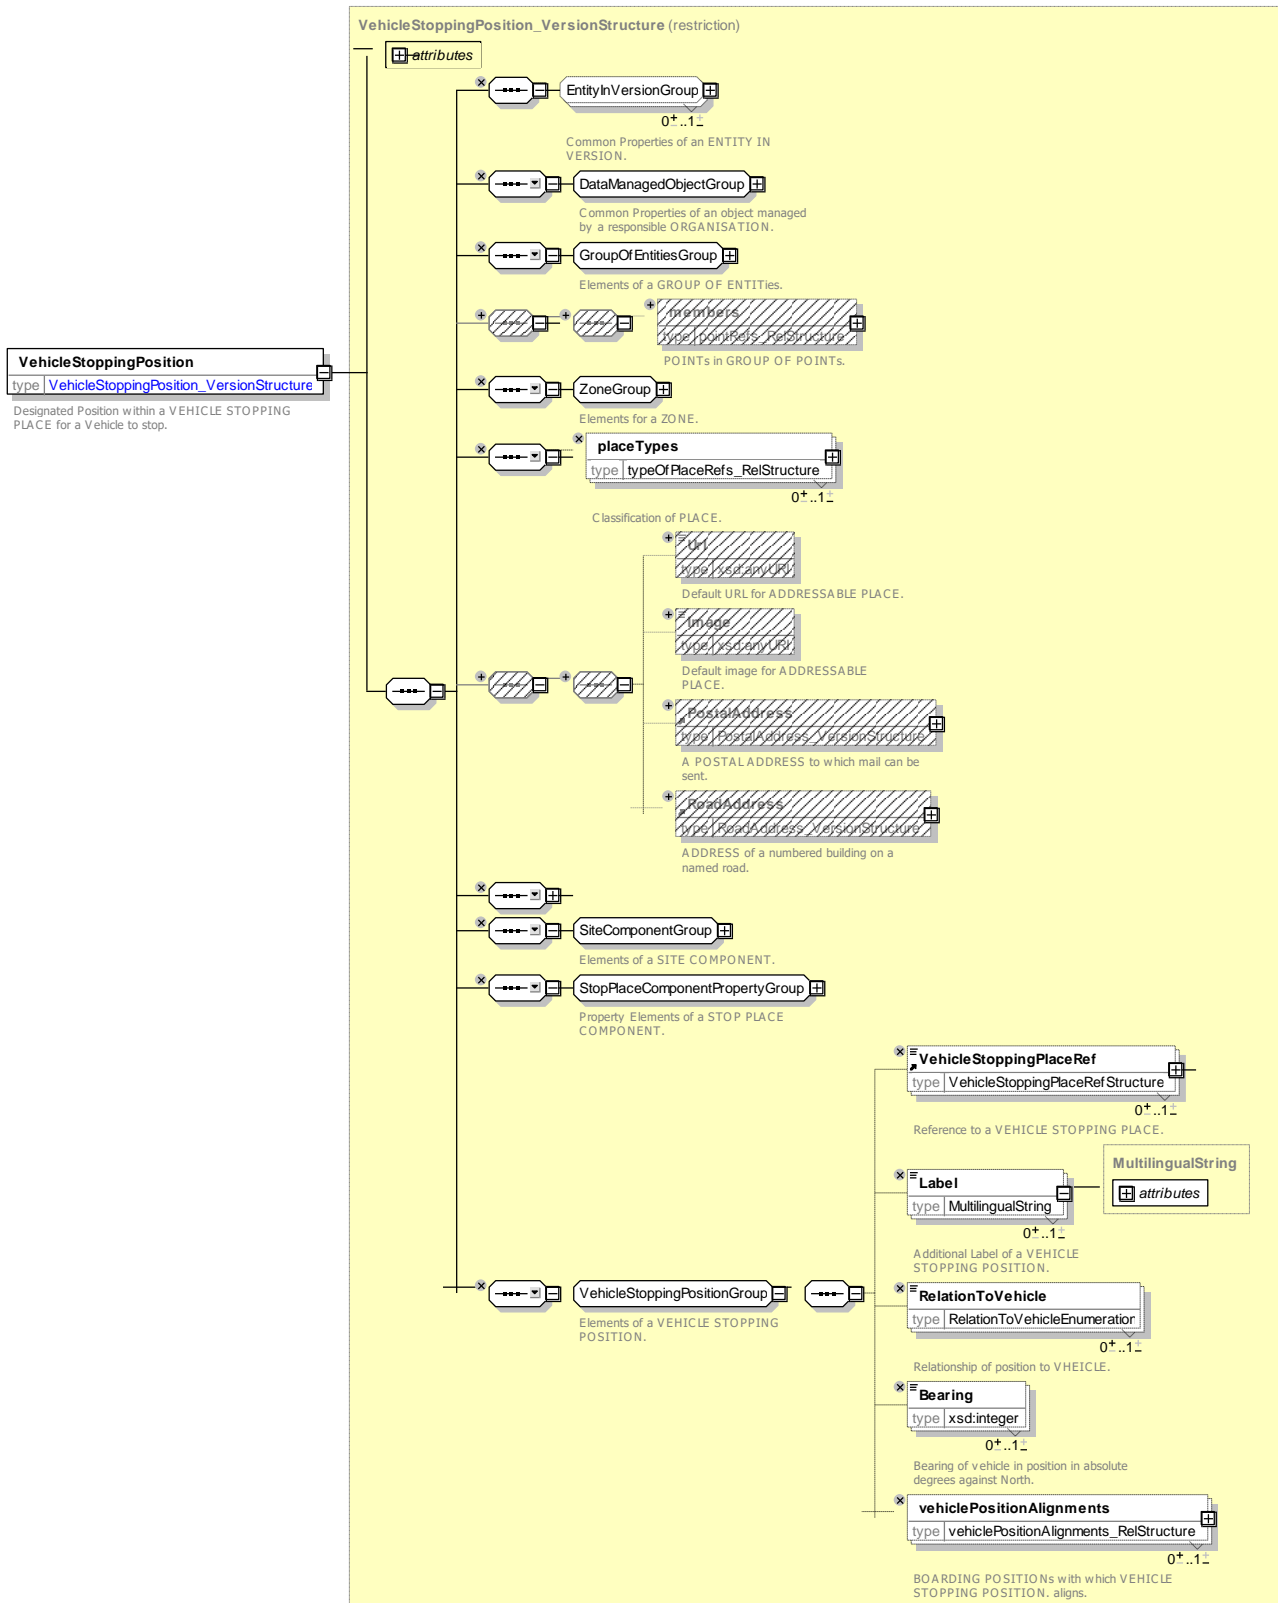 VehicleStoppingPosition_VersionStructure (restriction)
attributes
EntityInVersionGroup
0..1
Common Properties of an ENTITY IN
VERSION.
DataManagedObjectGroup
Common Properties of an object managed
by a responsible ORGANISATION.
GroupOfEntitiesGroup
Elements of a GROUP OF ENTITies.
members
type pointRefs_RelStructure
POINTs in GROUP OF POINTs.
VehicleStoppingPosition
type VehicleStoppingPosition_VersionStructure
Designated Position within a VEHICLE STOPPING
PLACE for a Vehicle to stop.
ZoneGroup
Elements for a ZONE.
placeTypes
type typeOfPlaceRefs_RelStructure
0..1
Classification of PLACE.
Url
type xsd:anyURI
Default URL for ADDRESSABLE PLACE.
Image
type xsd:anyURI
Default image for ADDRESSABLE
PLACE.
PostalAddress
type PostalAddress_VersionStructure
A POSTAL ADDRESS to which mail can be
sent.
RoadAddress
type RoadAddress_VersionStructure
ADDRESS of a numbered building on a
named road.
SiteComponentGroup
Elements of a SITE COMPONENT.
StopPlaceComponentPropertyGroup
Property Elements of a STOP PLACE
COMPONENT.
VehicleStoppingPlaceRef
type VehicleStoppingPlaceRefStructure
0..1
Reference to a VEHICLE STOPPING PLACE.
Label
type MultilingualString
0..1
MultilingualString
attributes
Additional Label of a VEHICLE
STOPPING POSITION.
VehicleStoppingPositionGroup
Elements of a VEHICLE STOPPING
POSITION.
RelationToVehicle
type RelationToVehicleEnumeration
0..1
Relationship of position to VHEICLE.
Bearing
type xsd:integer
0..1
Bearing of vehicle in position in absolute
degrees against North.
vehiclePositionAlignments
type vehiclePositionAlignments_RelStructure
0..1
BOARDING POSITIONs with which VEHICLE
STOPPING POSITION. aligns.